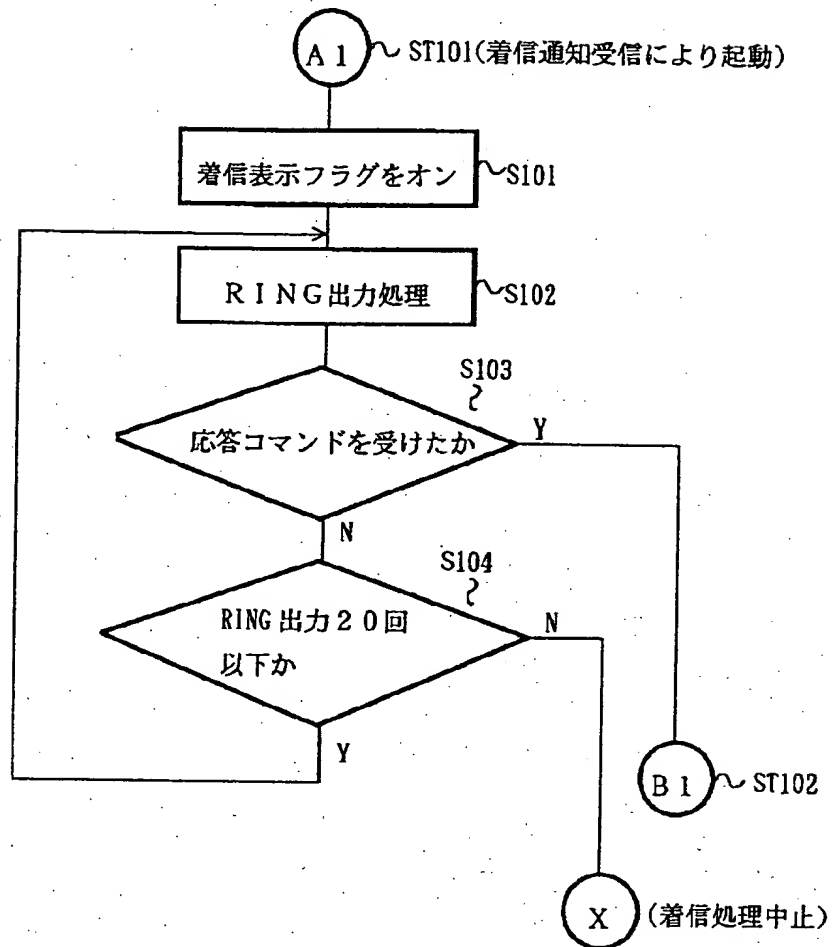 A1
ST101(着信通知受信により起動)
着信表示フラグをオン
S101
RING出力処理
S102
S103
応答コマンドを受けたか
Y
N
S104
RING出力20回
以下か
N
Y
B1
ST102
X
(着信処理中止)